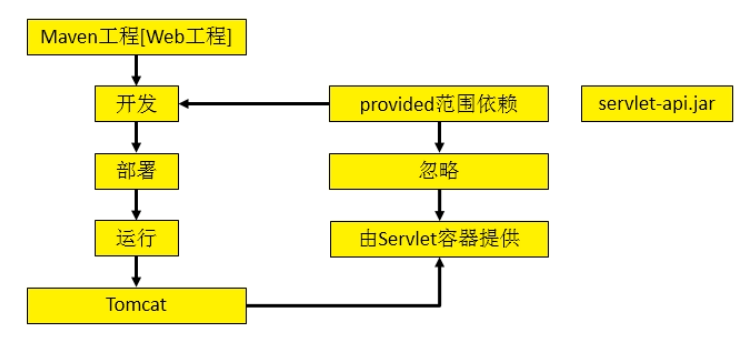 Maven工程[Web工程]
开发
provided范围依赖
servlet-api.jar
部署
忽略
运行
由Servlet容器提供
Tomcat